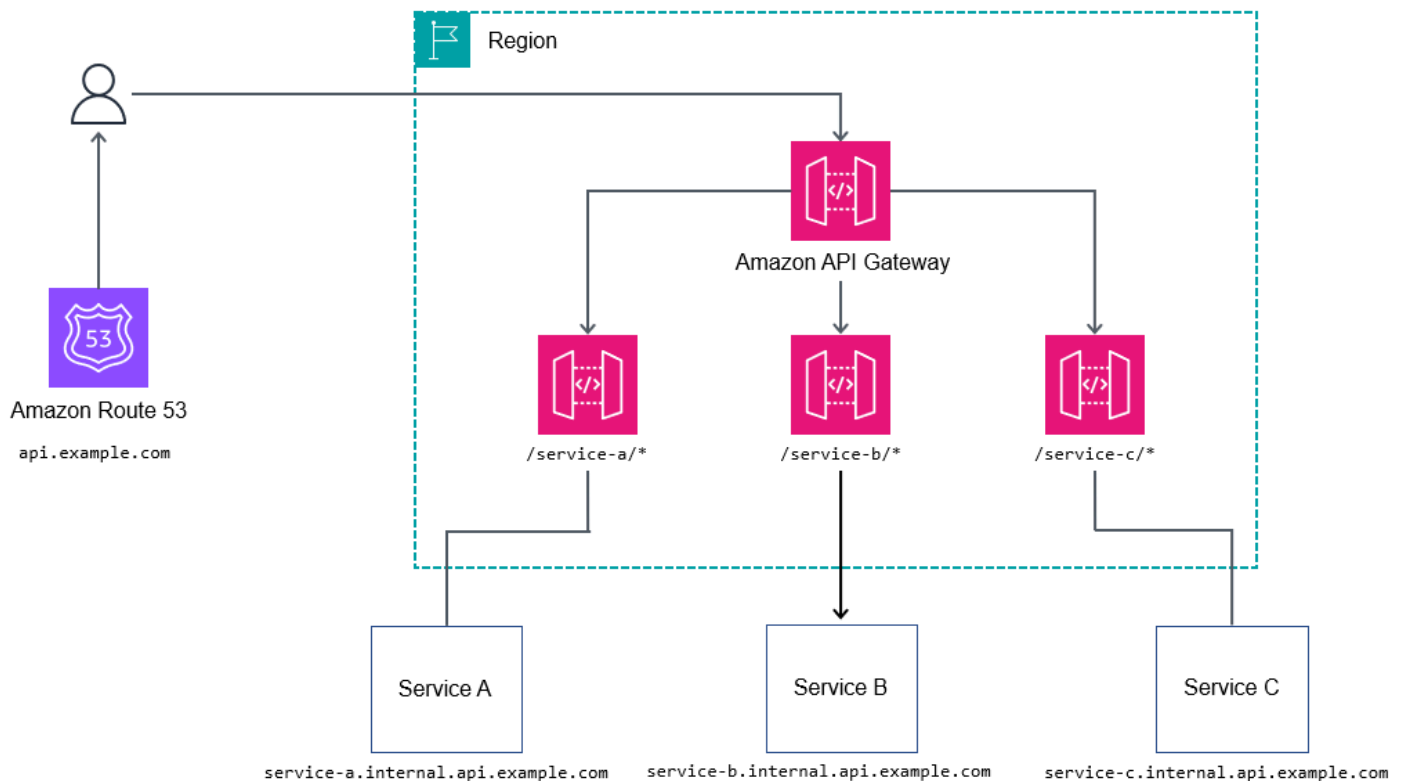 Region
</>
Amazon API Gateway
53
</>
</>
</>
Amazon Route 53
api.example.com
/service-a/*
/service-b/*
/service-c/*
Service A
Service B
Service C
service-a.internal.api.example.com
service-b.internal.api.example.com
service-c.internal.api.example.com